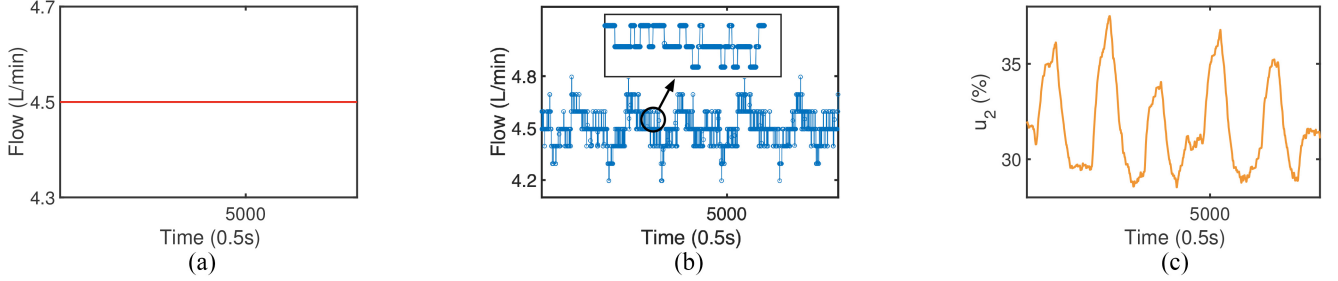 4.7
4.5
4.3
Flow (L/min)
5000
Time (0.5s)
(a)
4.8
4.5
4.2
Flow (L/min)
5000
Time (0.5s)
(b)
35
30
u2 (%)
5000
Time (0.5s)
(c)